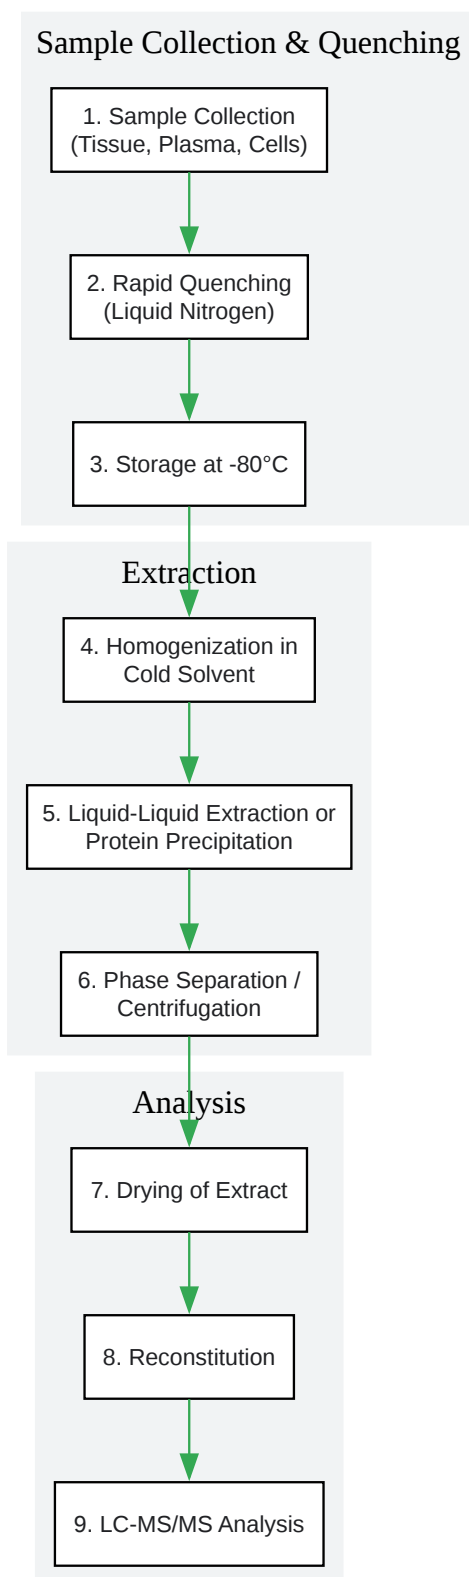 Sample Collection & Quenching
1. Sample Collection
(Tissue, Plasma, Cells)
2. Rapid Quenching
(Liquid Nitrogen)
3. Storage at -80°C
Extraction
4. Homogenization in
Cold Solvent
5. Liquid-Liquid Extraction or
Protein Precipitation
6. Phase Separation /
Centrifugation
Analysis
7. Drying of Extract
8. Reconstitution
9. LC-MS/MS Analysis